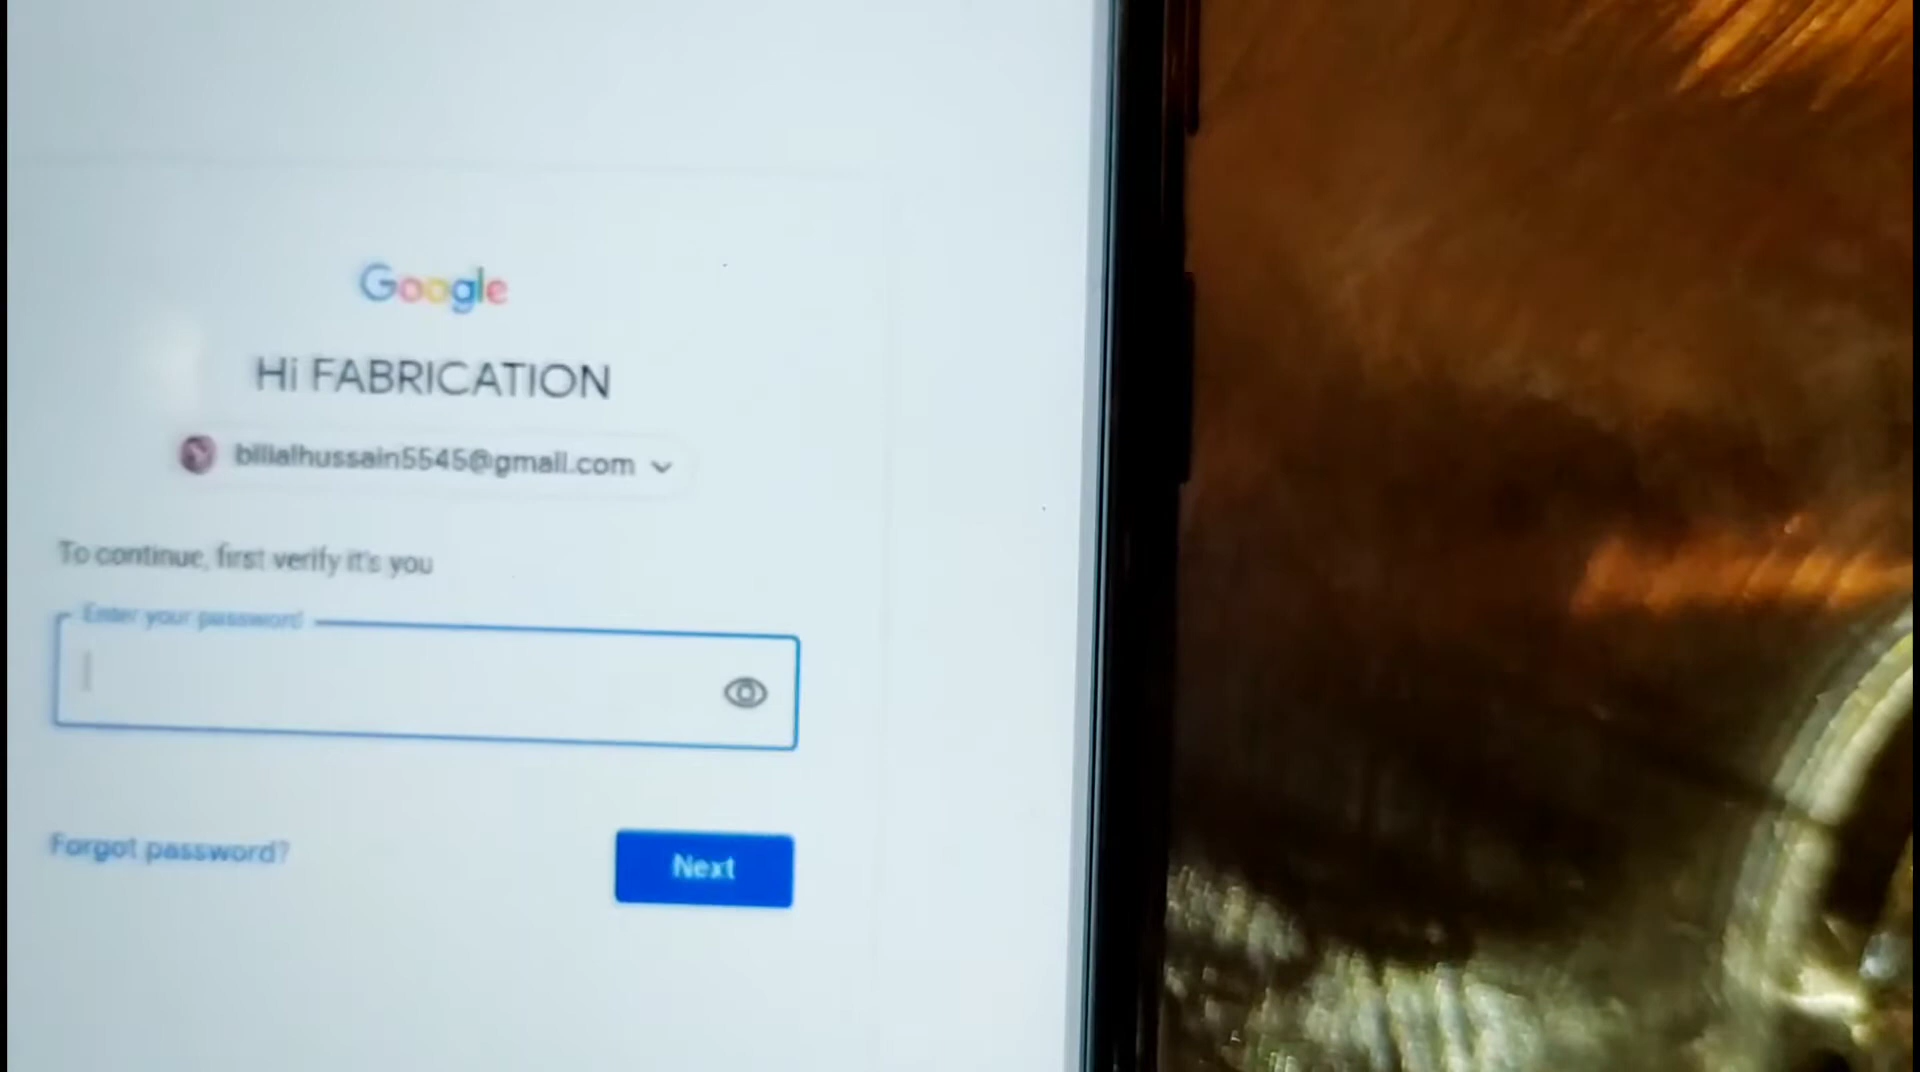 Google
Hi FABRICATION
billalhussain5545@gmail.com
To continue, first verify it's you
Enter your password
Forgot password?
Next